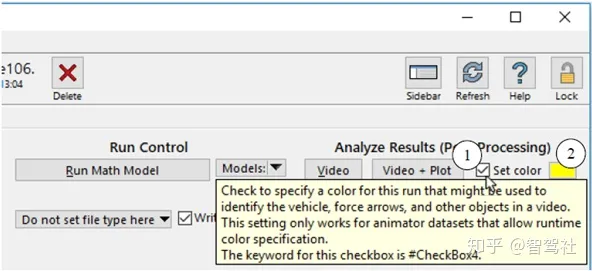 e106.
13:04
Delete
Sidebar
Refresh
Help
Lock
Run Control
Analyze Results (Po
Processing)
1
2
Run Math Model
Models:
Video
Video + Plot
Set color
Do not set file type here
Writ
Check to specify a color for this run that might be used to
identify the vehicle, force arrows, and other objects in a video.
This setting only works for animator datasets that allow runtime
color specification.
The keyword for this checkbox is #CheckBox4.
知乎 @智驾社